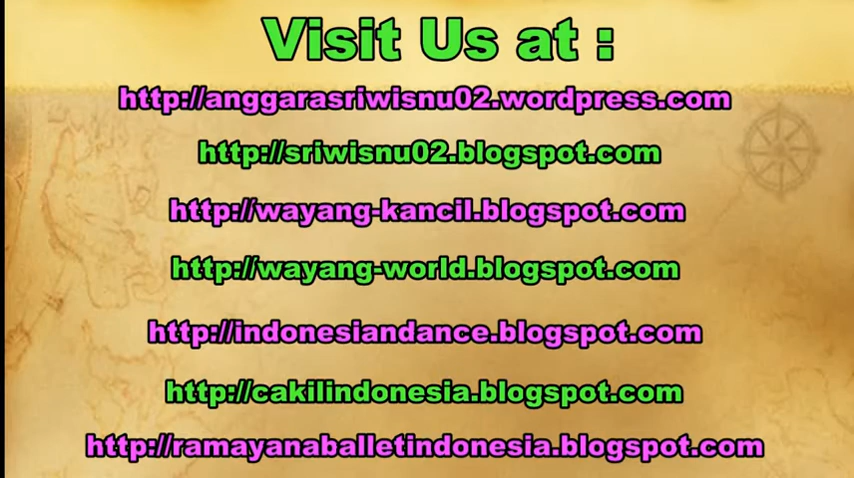 Visit Us at :
http://anggarasriwisnu02.wordpress.com
http://sriwisnu02.blogspot.com
http://wayang-kancil.blogspot.com
http://wayang-world.blogspot.com
http://indonesiandance.blogspot.com
http://cakilindonesia.blogspot.com
http://ramayanaballetindonesia.blogspot.com